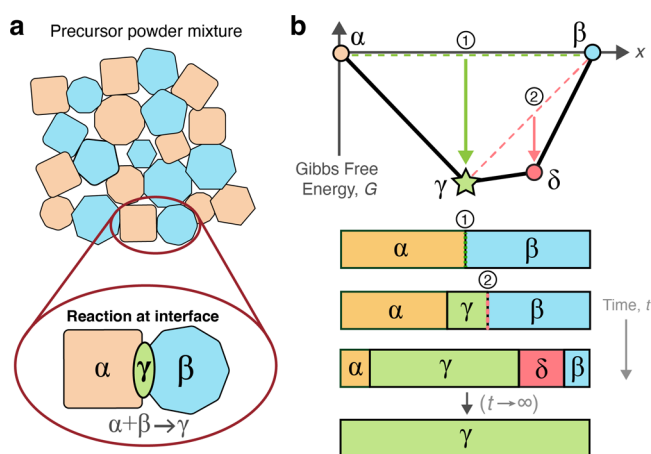 a
Precursor powder mixture
Reaction at interface
α γ β
α+β→γ
b
α ① β
x
②
Gibbs Free
Energy, G
γ δ
①
α β
②
α γ β
Time, t
α γ δ β
(t→∞)
γ